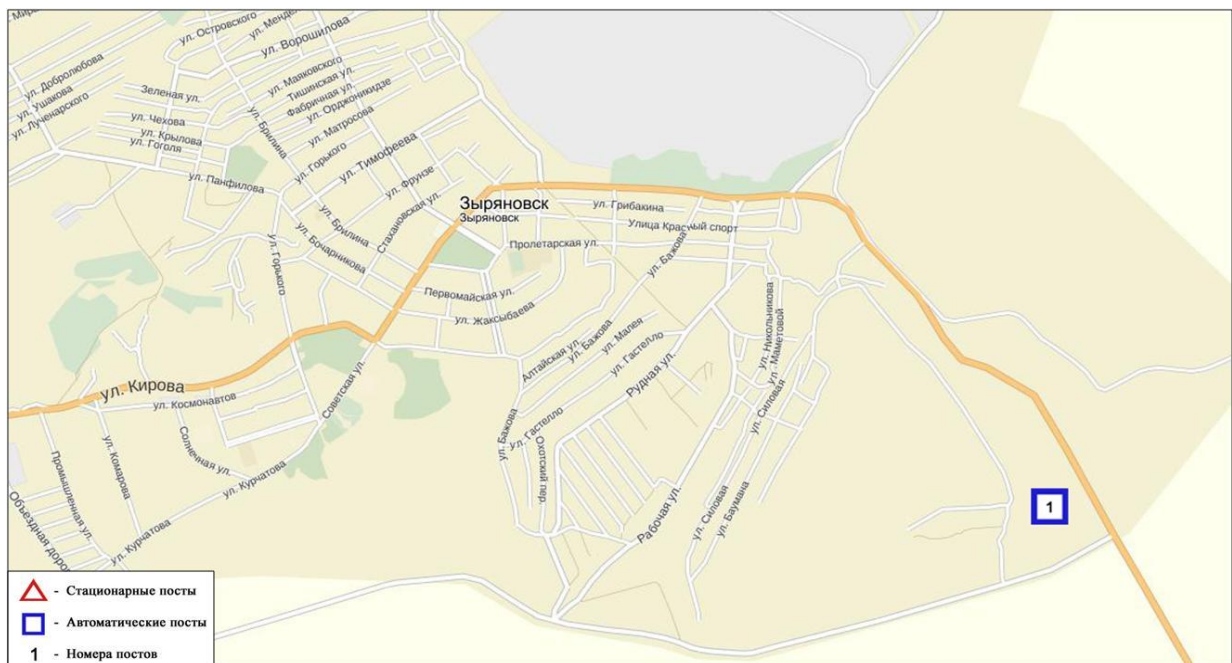 ул. Островского
ул. Ворошилова
ул. Добролюбова
ул. Ушакова
ул. Луначарского
Зеленая ул.
ул. Маяковского
Тишинская ул.
Фабричная ул.
ул. Орджоникидзе
ул. Чехова
ул. Крылова
ул. Гоголя
ул. Брилина
ул. Матросова
ул. Горького
ул. Тимофеева
ул. Панфилова
ул. Фрунзе
Стахановская ул.
Зыряновск
Зыряновск
ул. Грибакина
Улица Красный спорт
Пролетарская ул.
ул. Бажова
ул. Брилина
ул. Бочарникова
ул. Горького
Первомайская ул.
ул. Жаксыбаева
Алтайская ул.
ул. Бажова
ул. Малея
ул. Гастелло
Рудная ул.
ул. Никольникова
ул. Маметовой
ул. Силовая
ул. Кирова
ул. Космонавтов
Советская ул.
Солнечная ул.
ул. Комарова
Промышленная ул.
ул. Курчатова
ул. Курчатова
ул. Бажова
ул. Гастелло
Охотский пер.
Рабочая ул.
ул. Силовая
ул. Баумана
1
- Стационарные посты
- Автоматические посты
1 - Номера постов